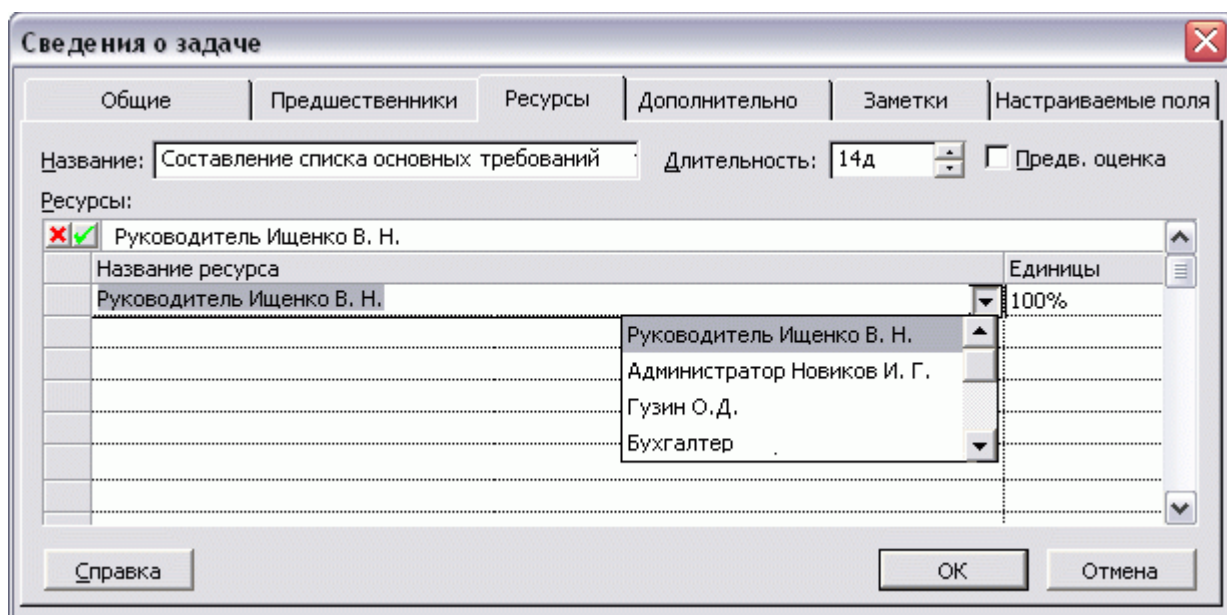 Сведения о задаче
Общие Предшественники Ресурсы Дополнительно Заметки Настраиваемые поля
Название: Составление списка основных требований Длительность: 14д Предв. оценка
Ресурсы:
Руководитель Ищенко В. Н.
Название ресурса Единицы
Руководитель Ищенко В. Н. 100%
Руководитель Ищенко В. Н.
Администратор Новиков И. Г.
Гузин О.Д.
Бухгалтер
Справка ОК Отмена